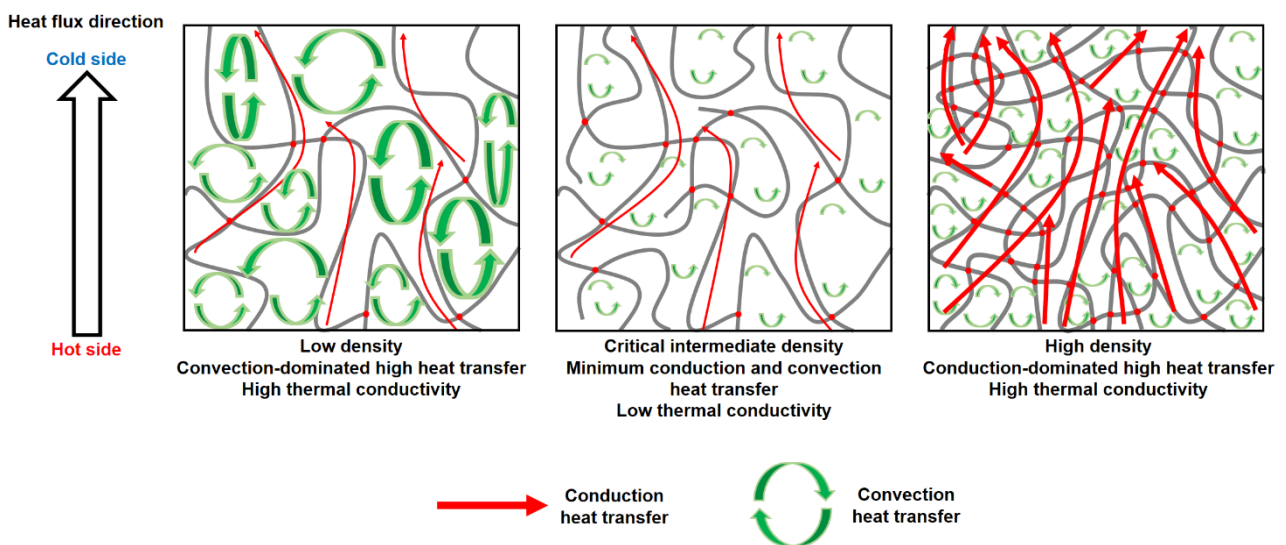 Heat flux direction
Cold side
Hot side
Low density
Convection-dominated high heat transfer
High thermal conductivity
Critical intermediate density
Minimum conduction and convection
heat transfer
Low thermal conductivity
High density
Conduction-dominated high heat transfer
High thermal conductivity
Conduction
heat transfer
Convection
heat transfer